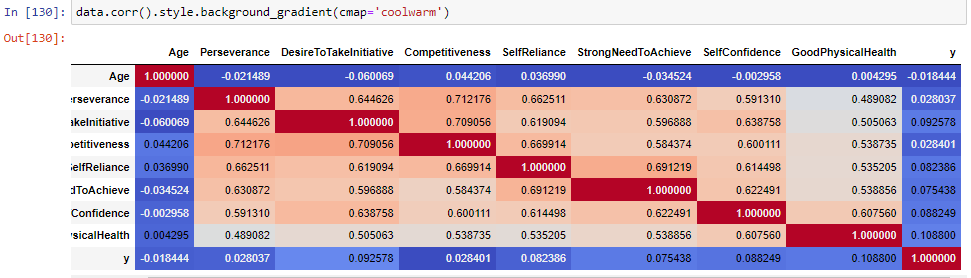 In [130]: data.corr().style.background_gradient(cmap='coolwarm')
Out[130]:
Age Perseverance DesireToTakeInitiative Competitiveness SelfReliance StrongNeedToAchieve SelfConfidence GoodPhysicalHealth y
Age 1.000000 -0.021489 -0.060069 0.044206 0.036990 -0.034524 -0.002958 0.004295 -0.018444
erseverance -0.021489 1.000000 0.644626 0.712176 0.662511 0.630872 0.591310 0.489082 0.028037
akeInitiative -0.060069 0.644626 1.000000 0.709056 0.619094 0.596888 0.638758 0.505063 0.092578
petitiveness 0.044206 0.712176 0.709056 1.000000 0.669914 0.584374 0.600111 0.538735 0.028401
SelfReliance 0.036990 0.662511 0.619094 0.669914 1.000000 0.691219 0.614498 0.535205 0.082386
dToAchieve -0.034524 0.630872 0.596888 0.584374 0.691219 1.000000 0.622491 0.538856 0.075438
Confidence -0.002958 0.591310 0.638758 0.600111 0.614498 0.622491 1.000000 0.607560 0.088249
ysicalHealth 0.004295 0.489082 0.505063 0.538735 0.535205 0.538856 0.607560 1.000000 0.108800
y -0.018444 0.028037 0.092578 0.028401 0.082386 0.075438 0.088249 0.108800 1.000000